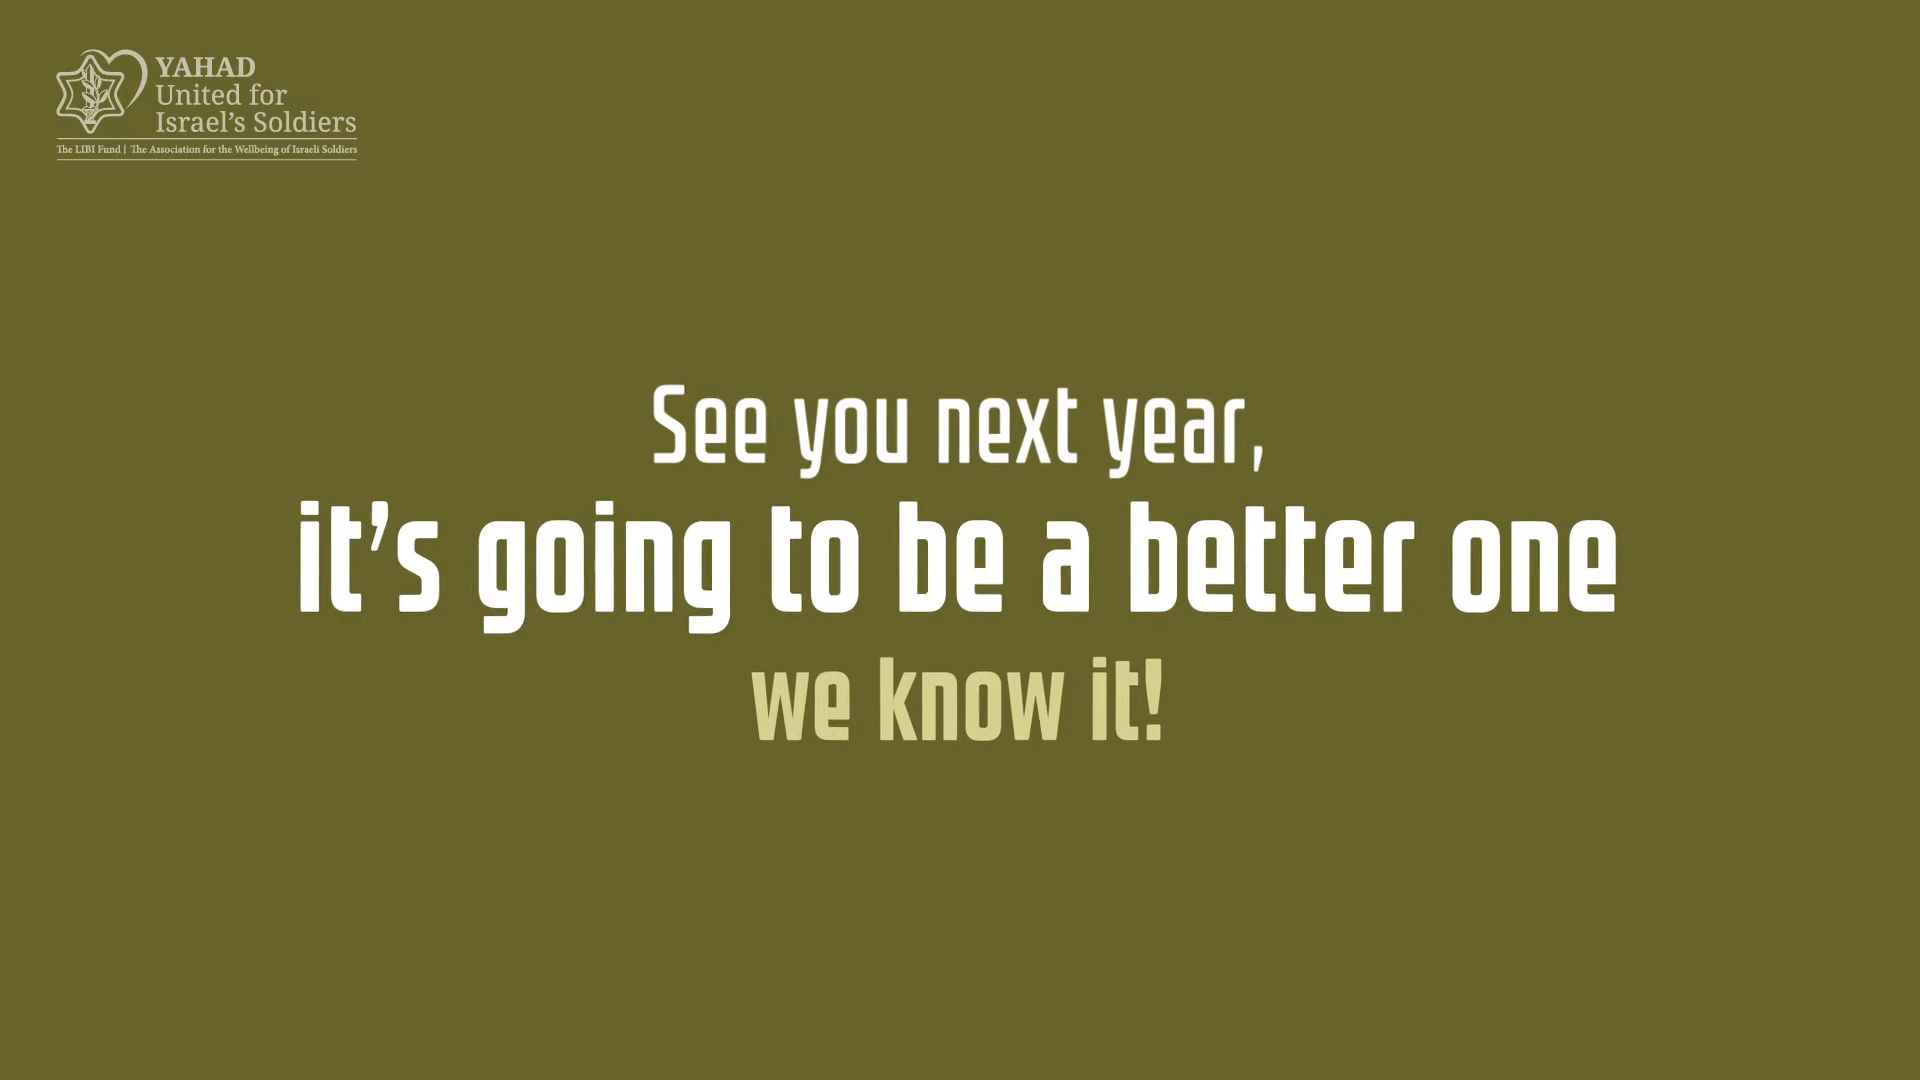 YAHAD
United for
Israel’s Soldiers
The LIBI Fund | The Association for the Wellbeing of Israeli Soldiers
See you next year,
it’s going to be a better one
we know it!